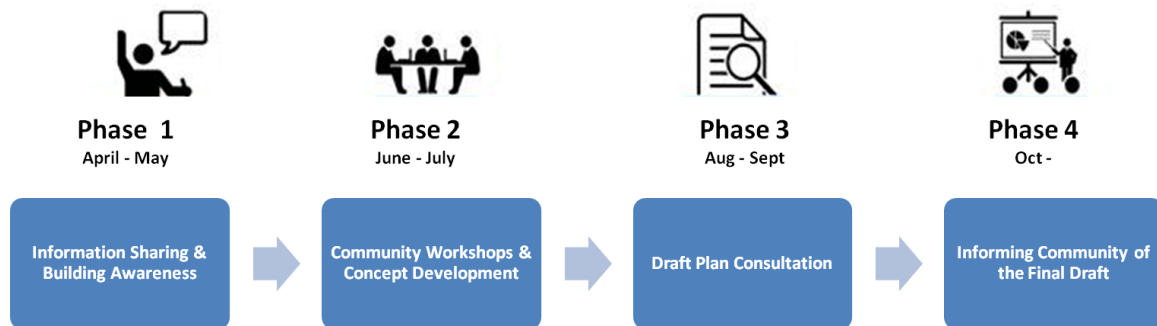 Phase 1
April - May
Information Sharing &
Building Awareness
Phase 2
June - July
Community Workshops &
Concept Development
Phase 3
Aug - Sept
Draft Plan Consultation
Phase 4
Oct -
Informing Community of
the Final Draft